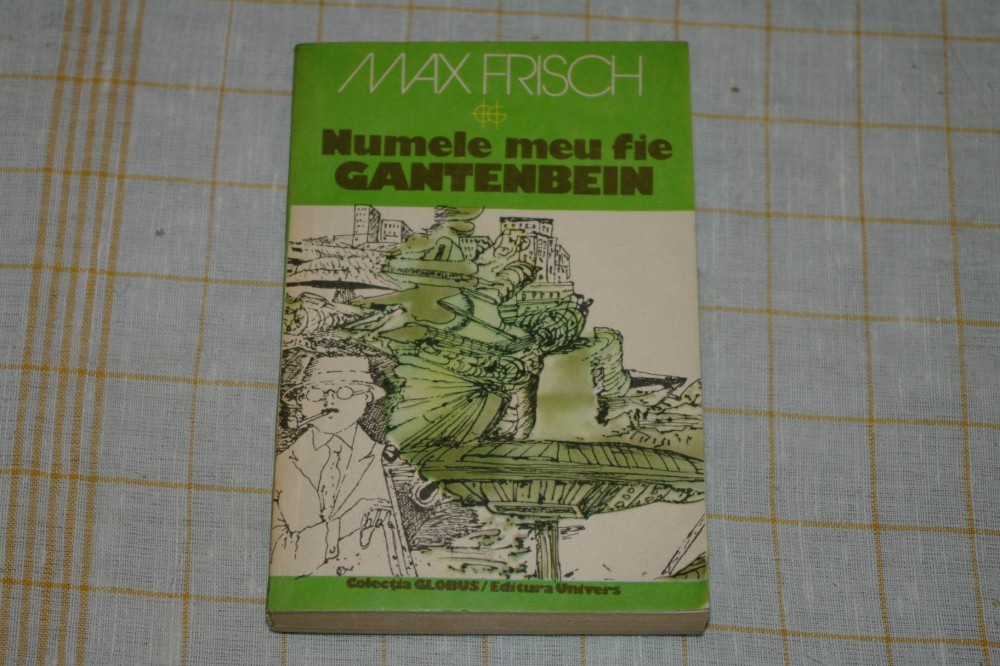 MAX FRISCH
Numele meu fie
GANTENBEIN
Colecția GLOBUS/Editura Univers